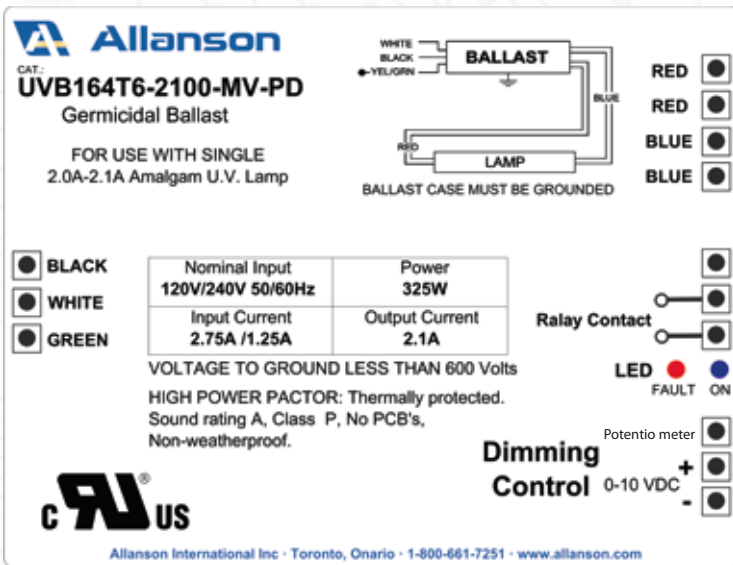 Allanson
CAT.:
UVB164T6-2100-MV-PD
Germicidal Ballast
FOR USE WITH SINGLE
2.0A-2.1A Amalgam U.V. Lamp
WHITE
BLACK
YEL/GRN
BALLAST
BLUE
RED
LAMP
BALLAST CASE MUST BE GROUNDED
RED
RED
BLUE
BLUE
BLACK
WHITE
GREEN
Nominal Input
120V/240V 50/60Hz
Power
325W
Input Current
2.75A /1.25A
Output Current
2.1A
VOLTAGE TO GROUND LESS THAN 600 Volts
HIGH POWER PACTOR: Thermally protected.
Sound rating A, Class P, No PCB's,
Non-weatherproof.
Ralay Contact
LED
FAULT ON
Potentio meter
Dimming
Control 0-10 VDC
+
-
c RU ® US
Allanson International Inc · Toronto, Onario · 1-800-661-7251 · www.allanson.com